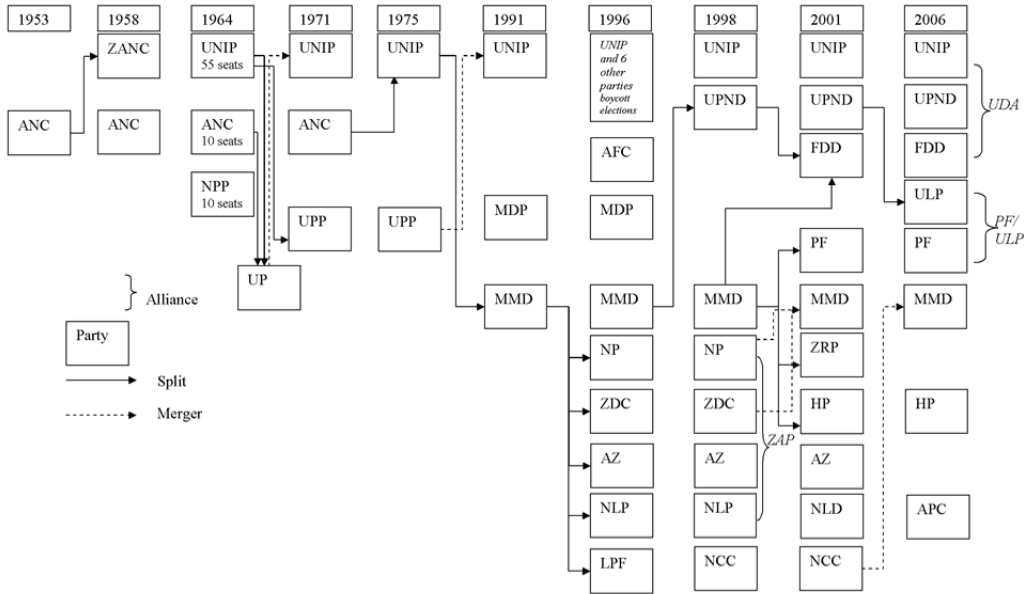 1953 1958 1964 1971 1975 1991 1996 1998 2001 2006
ZANC UNIP UNIP UNIP UNIP UNIP UNIP UNIP UNIP
55 seats and 6
other
parties
boycott
elections
UPND UPND UPND UDA
ANC ANC ANC ANC
10 seats
AFC FDD FDD
NPP
10 seats
ULP
UPP UPP MDP MDP
PF PF PF/
ULP
UP
Alliance
MMD MMD MMD MMD MMD
Party
NP NP ZRP
Split
Merger
ZDC ZDC HP HP
ZAP
AZ AZ AZ
NLP NLP NLD APC
LPF NCC NCC